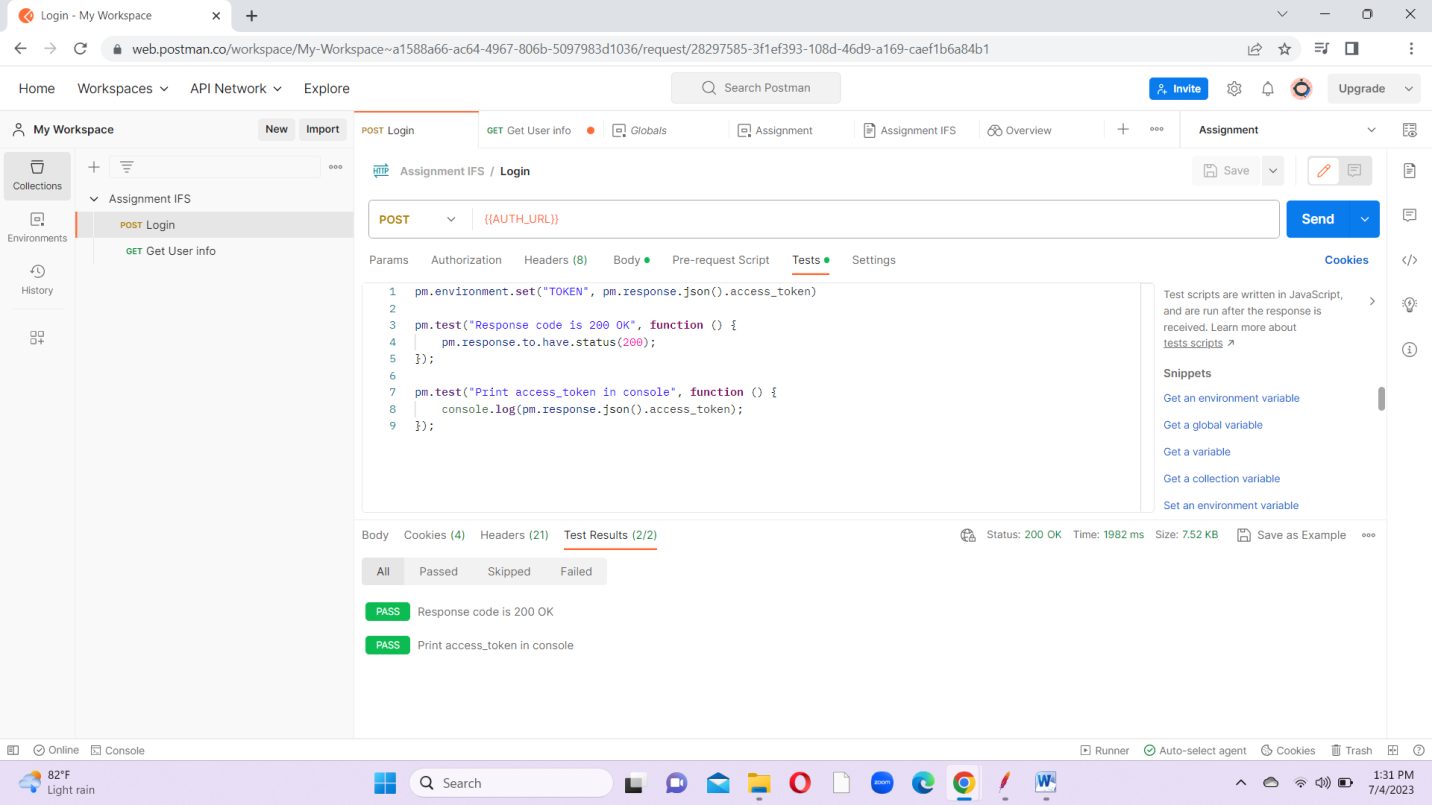 Login - My Workspace
web.postman.co/workspace/My-Workspace~a1588a66-ac64-4967-806b-5097983d1036/request/28297585-3f1ef393-108d-46d9-a169-caef1b6a84b1
Home Workspaces API Network Explore Search Postman Invite Upgrade
My Workspace New Import POST Login GET Get User info Globals Assignment Assignment IFS Overview Assignment
Collections
Environments
History
Assignment IFS
POST Login
GET Get User info
HTTP Assignment IFS / Login Save
POST {{AUTH_URL}} Send
Params Authorization Headers (8) Body Pre-request Script Tests Settings Cookies
1 pm.environment.set("TOKEN", pm.response.json().access_token)
2
3 pm.test("Response code is 200 OK", function () {
4 pm.response.to.have.status(200);
5 });
6
7 pm.test("Print access_token in console", function () {
8 console.log(pm.response.json().access_token);
9 });
Test scripts are written in JavaScript,
and are run after the response is
received. Learn more about
tests scripts ↗
Snippets
Get an environment variable
Get a global variable
Get a variable
Get a collection variable
Set an environment variable
Body Cookies (4) Headers (21) Test Results (2/2) Status: 200 OK Time: 1982 ms Size: 7.52 KB Save as Example
All Passed Skipped Failed
PASS Response code is 200 OK
PASS Print access_token in console
Online Console Runner Auto-select agent Cookies Trash
82°F
Light rain
Search
zoom
W
1:31 PM
7/4/2023